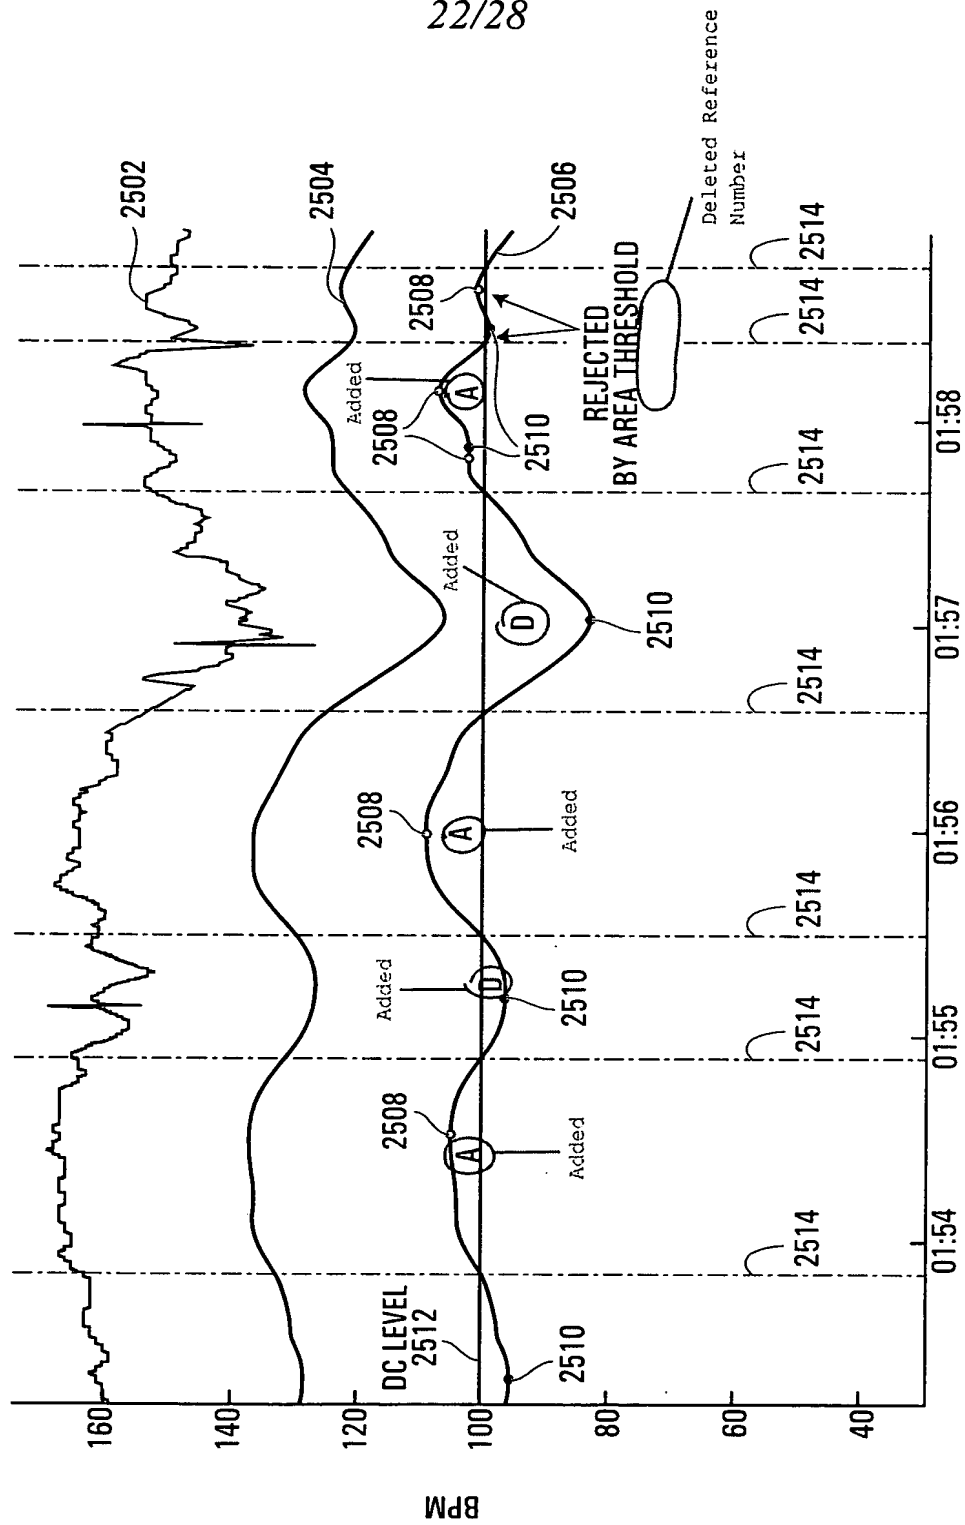 22/28
2502
160
140
2504
120
Added
2508
2508
2508
Added
DC LEVEL
2512
2508
Added
BPM
100
A
D
A
D
A
2510
2510
2510
2506
Added
Added
REJECTED
BY AREA THRESHOLD
80
2510
Deleted Reference
Number
60
2514
2514
2514
2514
2514
2514
2514
40
01:54
01:55
01:56
01:57
01:58